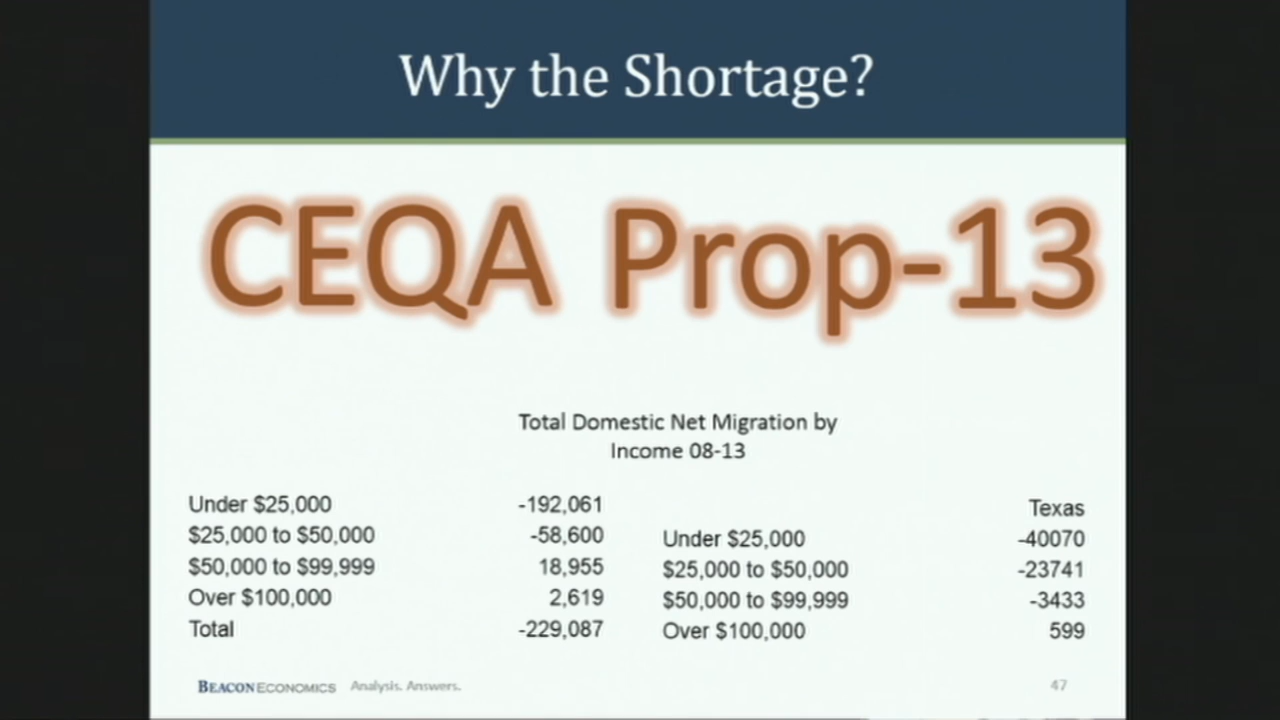 Why the Shortage?
CEQA Prop-13
Total Domestic Net Migration by
Income 08-13
Under $25,000 -192,061
$25,000 to $50,000 -58,600
$50,000 to $99,999 18,955
Over $100,000 2,619
Total -229,087
Texas
Under $25,000 -40070
$25,000 to $50,000 -23741
$50,000 to $99,999 -3433
Over $100,000 599
BEACON ECONOMICS Analysis. Answers. 47